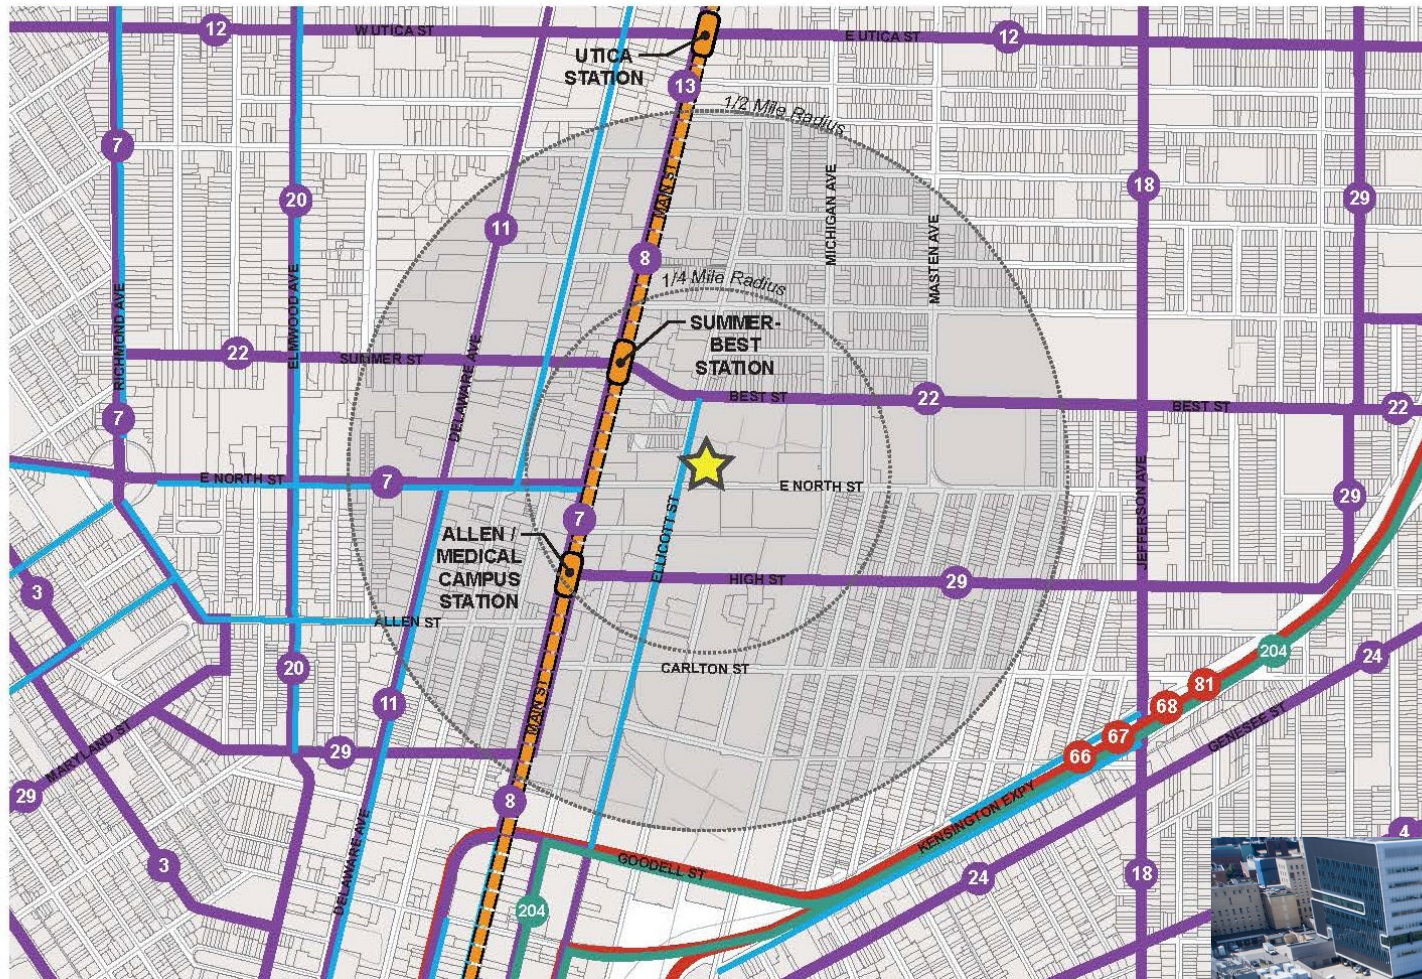 12
W UTICA ST
E UTICA ST
12
UTICA
STATION
13
1/2 Mile Radius
7
MAIN ST
MICHIGAN AVE
18
29
20
11
MASTEN AVE
8
1/4 Mile Radius
RICHMOND AVE
ELMWOOD AVE
SUMMER-
BEST
STATION
22
SUMMER ST
DELAWARE AVE
BEST ST
22
BEST ST
22
7
E NORTH ST
7
E NORTH ST
JEFFERSON AVE
29
7
ELLICOTT ST
ALLEN /
MEDICAL
CAMPUS
STATION
HIGH ST
29
3
ALLEN ST
204
24
20
CARLTON ST
81
68
11
MAIN ST
67
GENESEE ST
MARYLAND ST
29
66
29
8
KENSINGTON EXPY
DELAWARE AVE
4
3
GOODELL ST
24
18
204